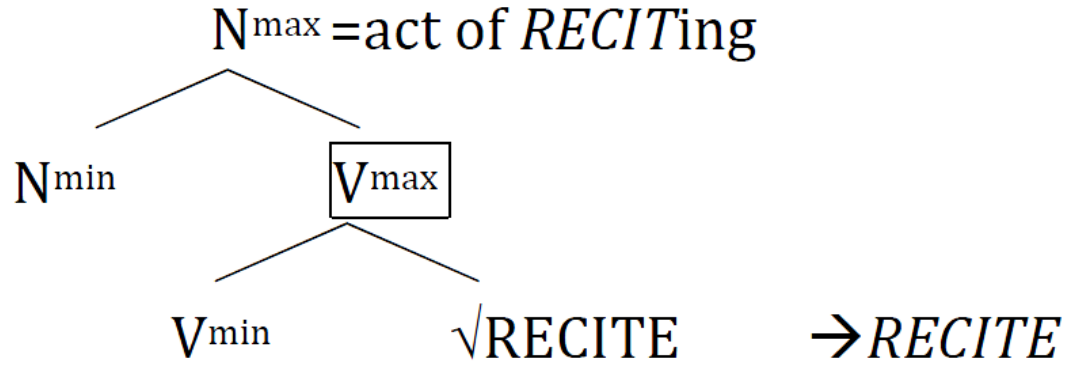 Nmax =act of RECITing
Nmin Vmax
Vmin √RECITE →RECITE